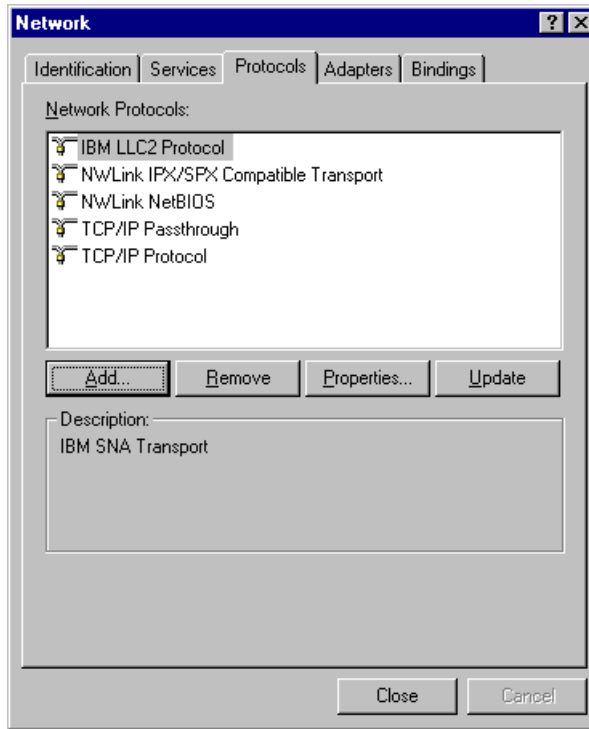 Network
Identification Services Protocols Adapters Bindings
Network Protocols:
IBM LLC2 Protocol
NWLink IPX/SPX Compatible Transport
NWLink NetBIOS
TCP/IP Passthrough
TCP/IP Protocol
Add... Remove Properties... Update
Description:
IBM SNA Transport
Close Cancel